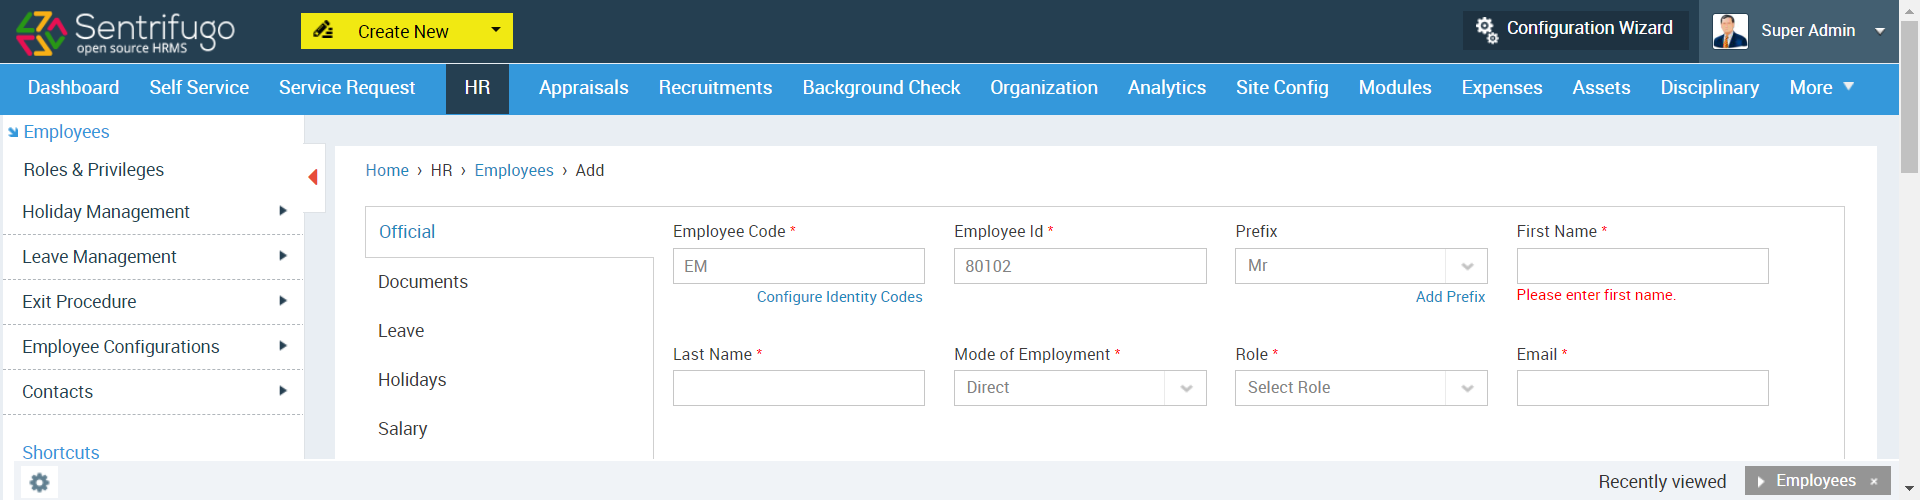 Sentrifugo
open source HRMS
Create New
Configuration Wizard
Super Admin
Dashboard Self Service Service Request HR Appraisals Recruitments Background Check Organization Analytics Site Config Modules Expenses Assets Disciplinary More
Employees
Roles & Privileges
Holiday Management
Leave Management
Exit Procedure
Employee Configurations
Contacts
Shortcuts
Home › HR › Employees › Add
Official
Documents
Leave
Holidays
Salary
Employee Code * Employee Id * Prefix First Name *
EM 80102 Mr
Configure Identity Codes Add Prefix Please enter first name.
Last Name * Mode of Employment * Role * Email *
Direct Select Role
Recently viewed Employees ×